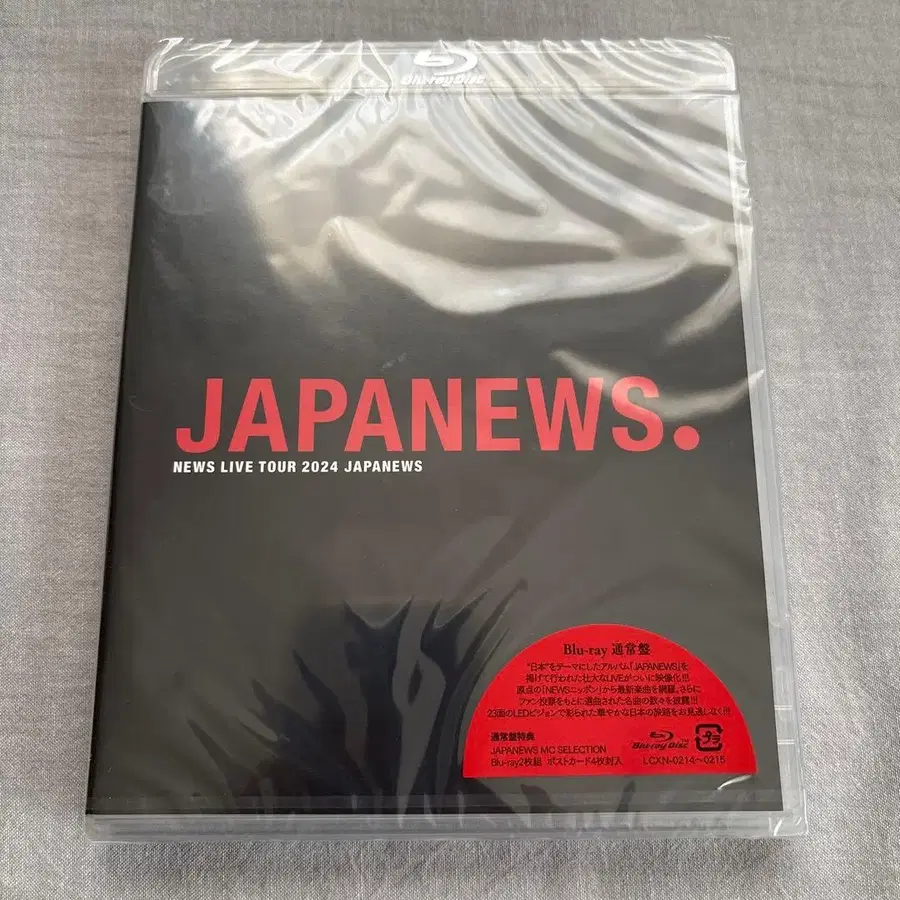 Blu-ray Disc
JAPANEWS.
NEWS LIVE TOUR 2024 JAPANEWS
Blu-ray 通常盤
"日本"をテーマにしたアルバム「JAPANEWS」を
掲げて行われた壮大なLIVEがついに映像化!!!
原点の「NEWSニッポン」から最新楽曲を網羅。さらに
ファン投票をもとに選曲された名曲の数々を披露!!!
23面のLEDビジョンで彩られた華やかな日本の旅路をお見逃しなく!!!
通常盤特典
JAPANEWS MC SELECTION
Blu-ray2枚組 ポストカード4枚封入
Blu-ray Disc
プラ
LCXN-0214～0215